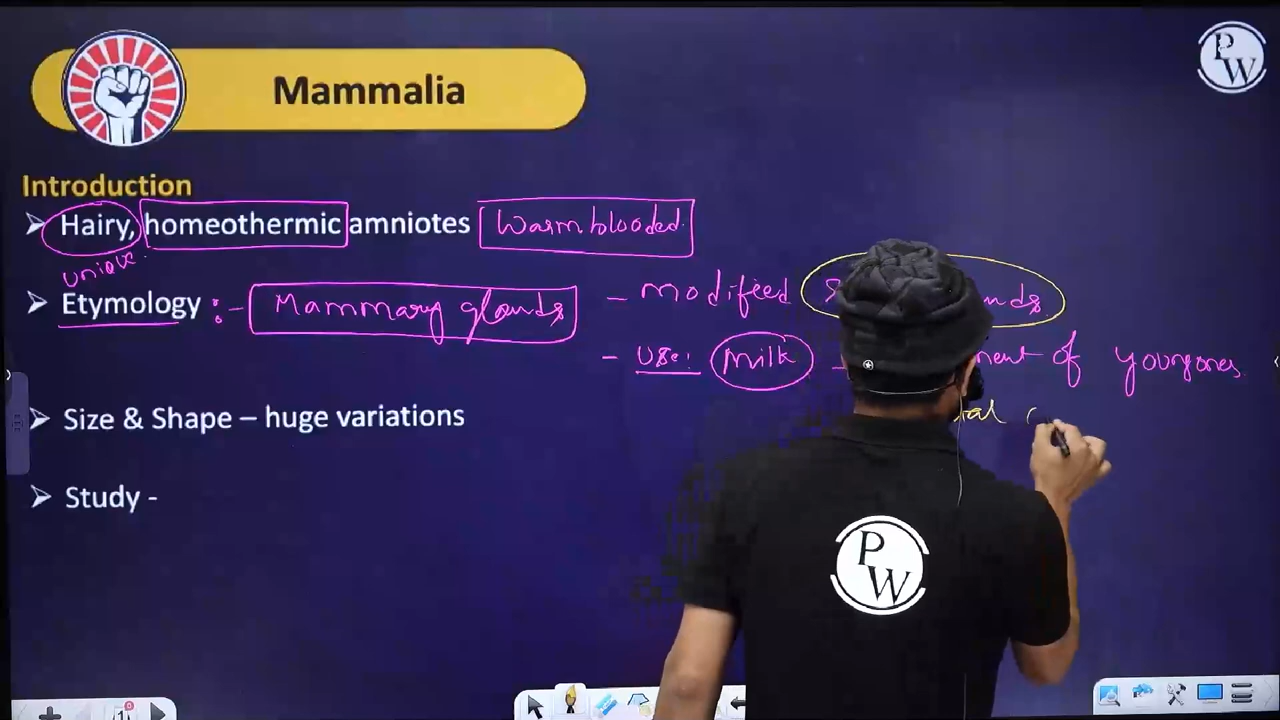 PW
Mammalia
Introduction
Hairy, homeothermic amniotes Warm blooded
unique
Etymology :- Mammary glands - modified
- Use: Milk - of youngones
Size & Shape – huge variations
Study -
PW